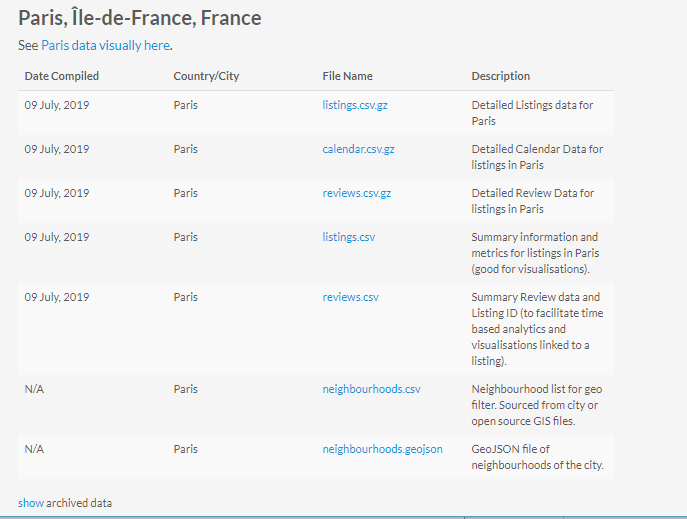 Paris, Île-de-France, France
See Paris data visually here.
Date Compiled Country/City File Name Description
09 July, 2019 Paris listings.csv.gz Detailed Listings data for
Paris
09 July, 2019 Paris calendar.csv.gz Detailed Calendar Data for
listings in Paris
09 July, 2019 Paris reviews.csv.gz Detailed Review Data for
listings in Paris
09 July, 2019 Paris listings.csv Summary information and
metrics for listings in Paris
(good for visualisations).
09 July, 2019 Paris reviews.csv Summary Review data and
Listing ID (to facilitate time
based analytics and
visualisations linked to a
listing).
N/A Paris neighbourhoods.csv Neighbourhood list for geo
filter. Sourced from city or
open source GIS files.
N/A Paris neighbourhoods.geojson GeoJSON file of
neighbourhoods of the city.
show archived data